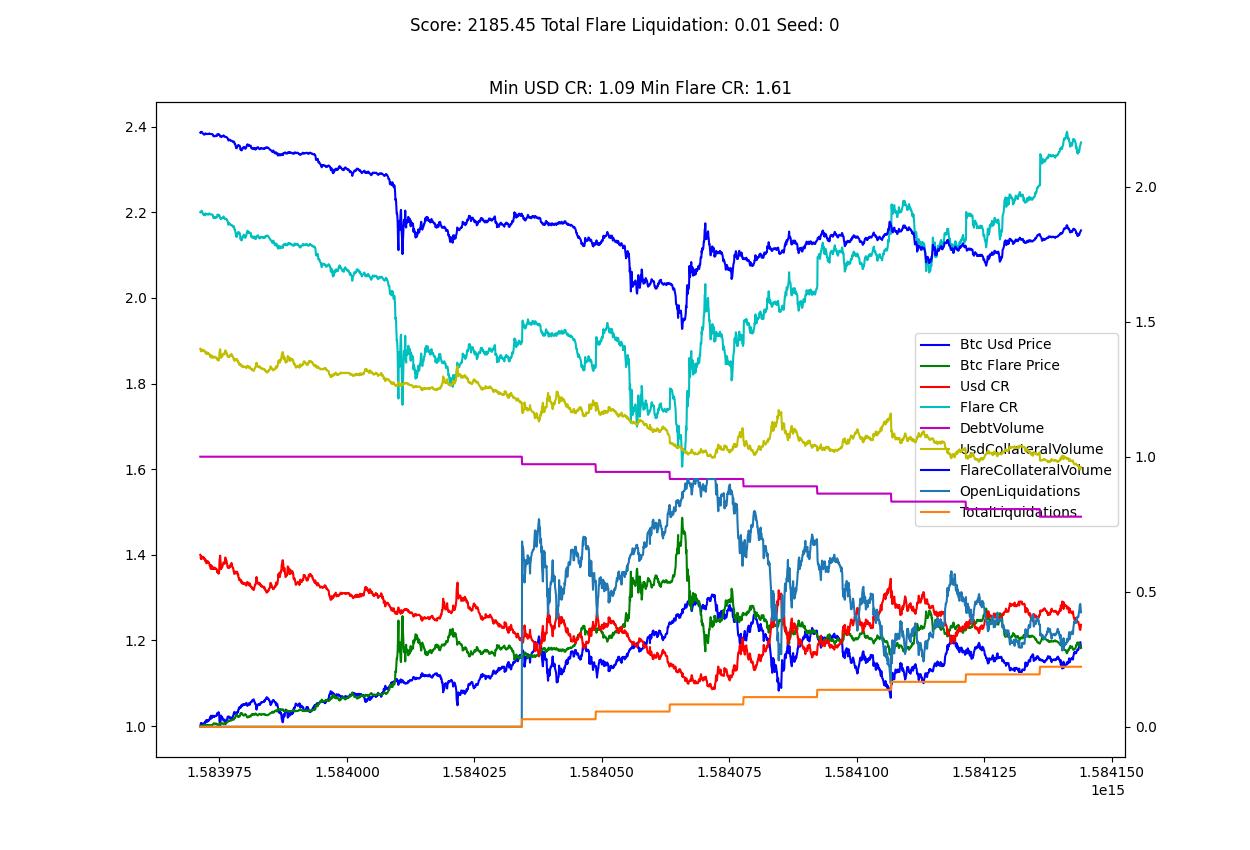 Score: 2185.45 Total Flare Liquidation: 0.01 Seed: 0
Min USD CR: 1.09 Min Flare CR: 1.61
2.4
2.2
2.0
1.8
1.6
1.4
1.2
1.0
2.0
1.5
1.0
0.5
0.0
Btc Usd Price
Btc Flare Price
Usd CR
Flare CR
DebtVolume
UsdCollateralVolume
FlareCollateralVolume
OpenLiquidations
TotalLiquidations
1.583975 1.584000 1.584025 1.584050 1.584075 1.584100 1.584125 1.584150
1e15